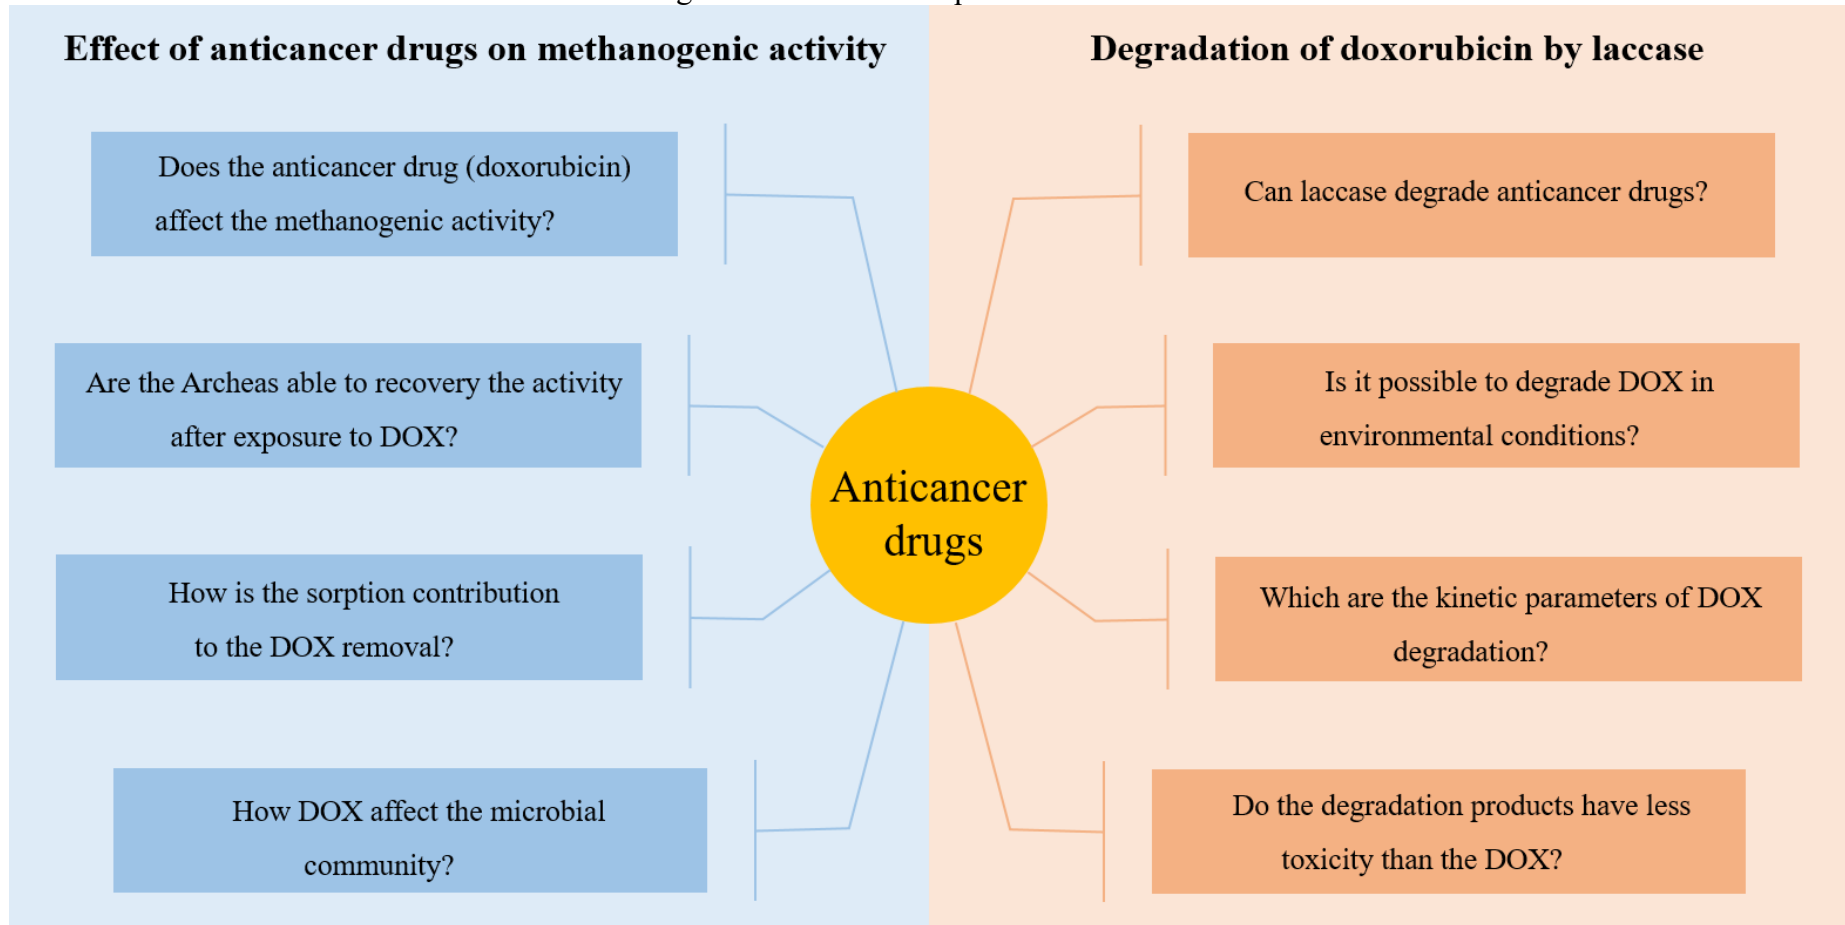 Effect of anticancer drugs on methanogenic activity
Does the anticancer drug (doxorubicin)
affect the methanogenic activity?
Are the Archeas able to recovery the activity
after exposure to DOX?
How is the sorption contribution
to the DOX removal?
How DOX affect the microbial
community?
Anticancer
drugs
Degradation of doxorubicin by laccase
Can laccase degrade anticancer drugs?
Is it possible to degrade DOX in
environmental conditions?
Which are the kinetic parameters of DOX
degradation?
Do the degradation products have less
toxicity than the DOX?